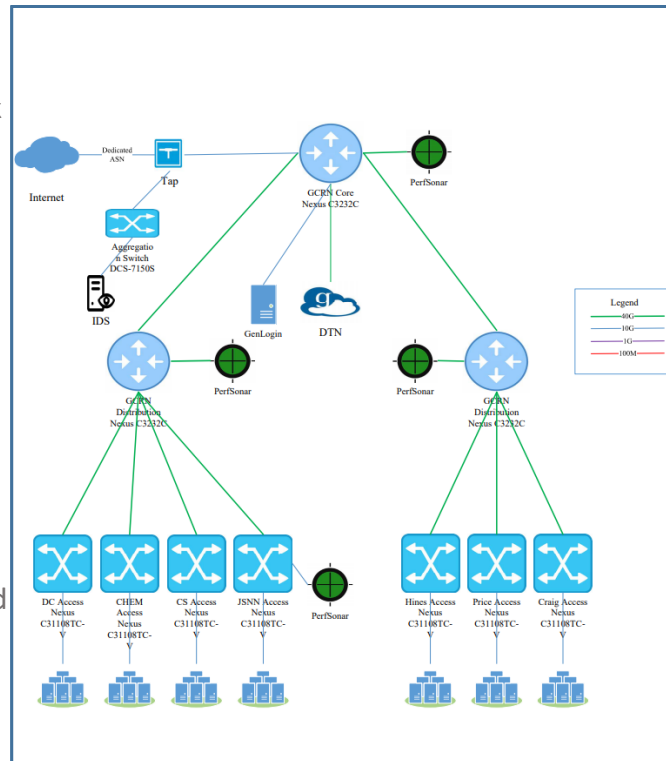 Dedicated
ASN
Internet
Tap
GCRN Core
Nexus C3232C
PerfSonar
Aggregatio
n Switch
DCS-7150S
IDS
GenLogin
g
DTN
Legend
40G
10G
1G
100M
GCRN
Distribution
Nexus C3232C
PerfSonar
PerfSonar
GCRN
Distribution
Nexus C3232C
DC Access
Nexus
C31108TC-
V
CHEM
Access
Nexus
C31108TC-
V
CS Access
Nexus
C31108TC-
V
JSNN Access
Nexus
C31108TC-
V
PerfSonar
Hines Access
Nexus
C31108TC-
V
Price Access
Nexus
C31108TC-
V
Craig Access
Nexus
C31108TC-
V